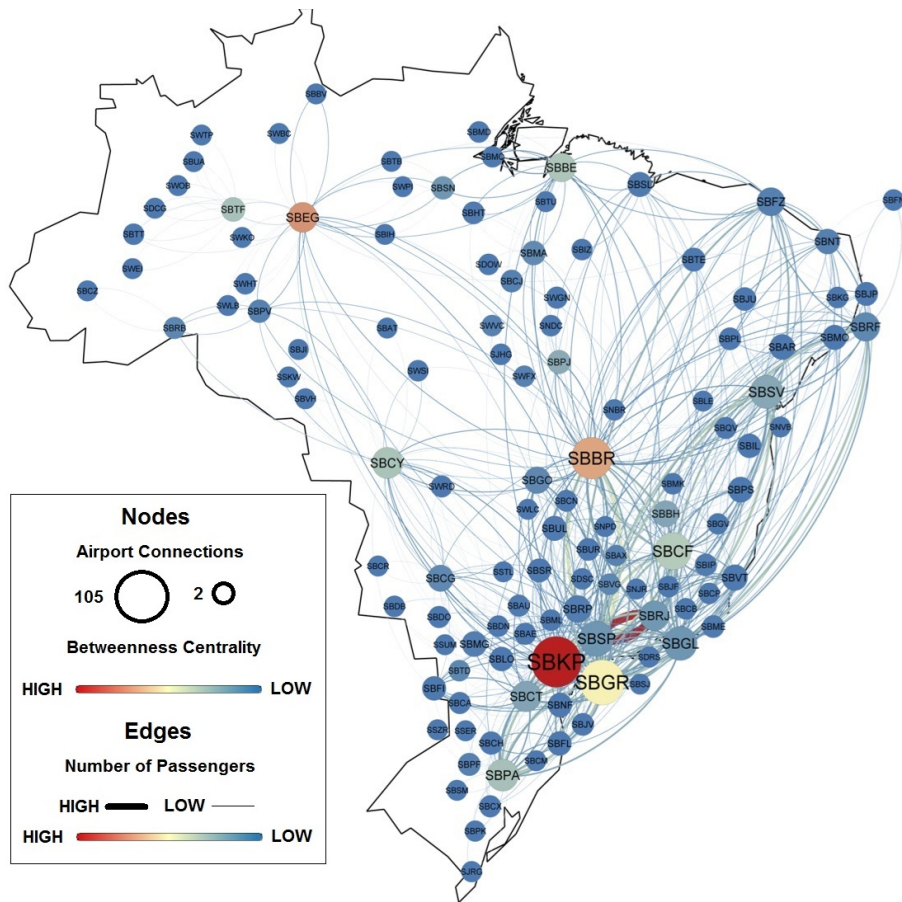 SBBV
SWTP
SWBC
SBMD
SBUA
SBTB
SBMQ
SBBE
SWOB
SWPI
SBSN
SBSL
SBFN
SDCG
SBTF
SBEG
SBHT
SBTU
SBFZ
SBTT
SWKO
SBIH
SBNT
SWEI
SDOW
SBMA
SBIZ
SBTE
SBCZ
SWHT
SBCJ
SWGN
SBJU
SBKG
SBJP
SWLB
SBPV
SBRB
SBAT
SWVC
SNDC
SBPL
SBMO
SBRF
SBJI
SJHG
SBPJ
SBAR
SSKW
SWSI
SWFX
SBVH
SNBR
SBLE
SBSV
SBQV
SNVB
SBIL
SBCY
SBBR
SWRD
SBGO
SBCN
SBMK
SBPS
SWLC
SBBH
SBUL
SNPD
SBGV
SBUR
SBAX
SBCF
SBCR
SBCG
SSTL
SBSR
SDSC
SBVG
SNJR
SBJF
SBIP
SBVT
SBDB
SBAU
SBRP
SBCP
SBDO
SBDN
SBML
SBRJ
SBCB
SSUM
SBMG
SBAE
SBSP
SBGL
SBME
SBTD
SBLO
SBKP
SDRS
SBFI
SBGR
SBSJ
SBCA
SBCT
SBNF
SSZR
SSER
SBJV
SBCH
SBFL
SBPF
SBCM
SBPA
SBSM
SBCX
SBPK
SJRG
Nodes
Airport Connections
105 2
Betweenness Centrality
HIGH LOW
Edges
Number of Passengers
HIGH LOW
HIGH LOW